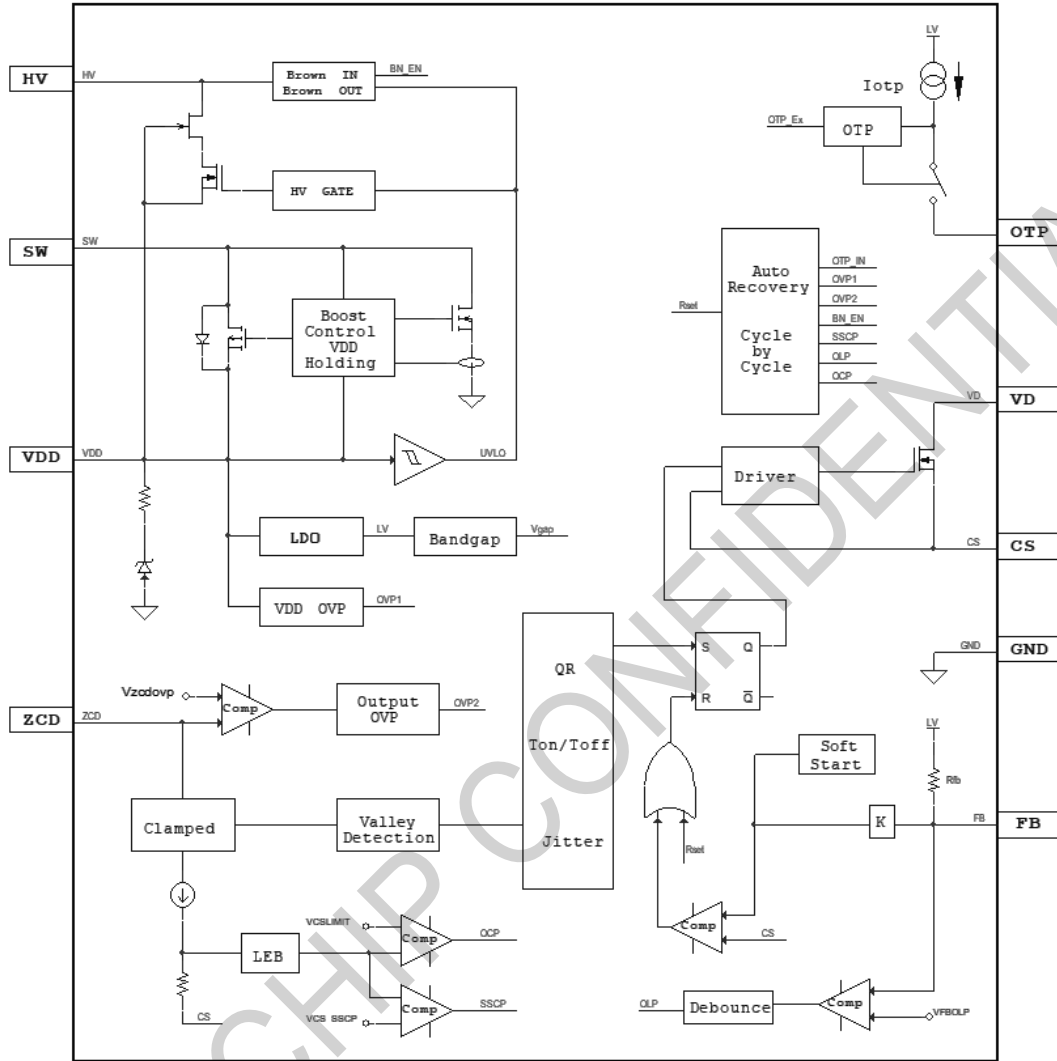 HV
HV
Brown IN
Brown OUT
BN_EN
HV GATE
LV
Iotp
OTP_Ex
OTP
OTP
SW
SW
Boost
Control
VDD
Holding
Auto
Recovery
Cycle
by
Cycle
Rset
OTP_IN
OVP1
OVP2
BN_EN
SSCP
OLP
OCP
VD
VD
VDD
VDD
UVLO
Driver
CS
CS
LDO
LV
Bandgap
Vgap
VDD OVP
OVP1
GND
GND
QR
Ton/Toff
Jitter
S
Q
R
Q̅
Vzcdovp
Comp
Output
OVP
OVP2
ZCD
ZCD
Soft
Start
LV
Rfb
K
FB
FB
Clamped
Valley
Detection
Rset
Comp
CS
VCSLIMIT
Comp
OCP
LEB
VCS SSCP
Comp
SSCP
CS
OLP
Debounce
Comp
VFBOLP
CHIP CONFIDENTIA